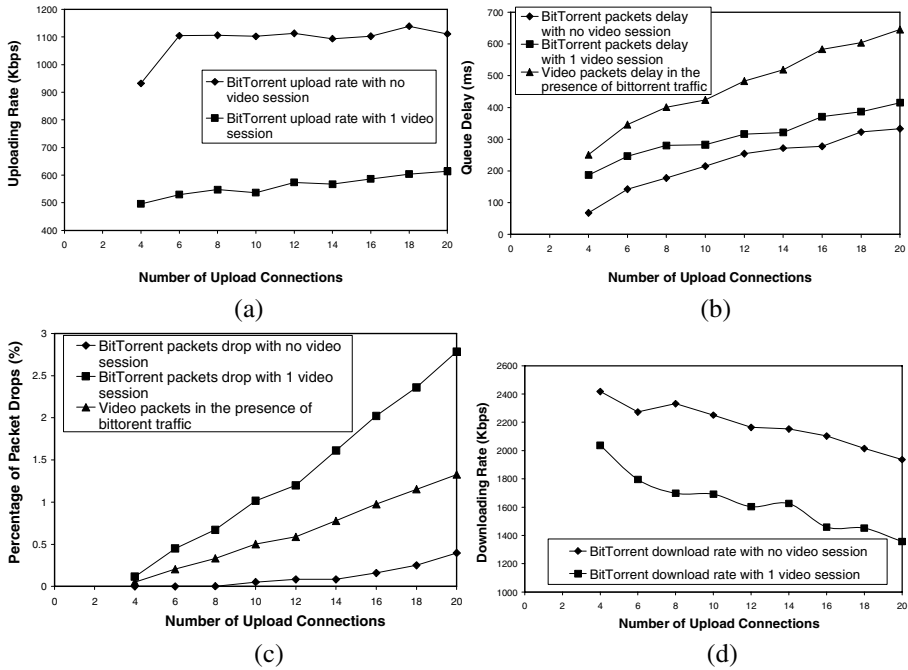 1200
1100
1000
900
800
700
600
500
400
Uploading Rate (Kbps)
BitTorrent upload rate with no
video session
BitTorrent upload rate with 1 video
session
0 2 4 6 8 10 12 14 16 18 20
Number of Upload Connections
(a)
700
600
500
400
300
200
100
0
Queue Delay (ms)
BitTorrent packets delay
with no video session
BitTorrent packets delay
with 1 video session
Video packets delay in the
presence of bittorrent traffic
0 2 4 6 8 10 12 14 16 18 20
Number of Upload Connections
(b)
3
2.5
2
1.5
1
0.5
0
Percentage of Packet Drops (%)
BitTorrent packets drop with no video
session
BitTorrent packets drop with 1 video
session
Video packets in the presence of
bittorent traffic
0 2 4 6 8 10 12 14 16 18 20
Number of Upload Connections
(c)
2600
2400
2200
2000
1800
1600
1400
1200
1000
Downloading Rate (Kbps)
BitTorrent download rate with no video session
BitTorrent download rate with 1 video session
0 2 4 6 8 10 12 14 16 18 20
Number of Upload Connections
(d)